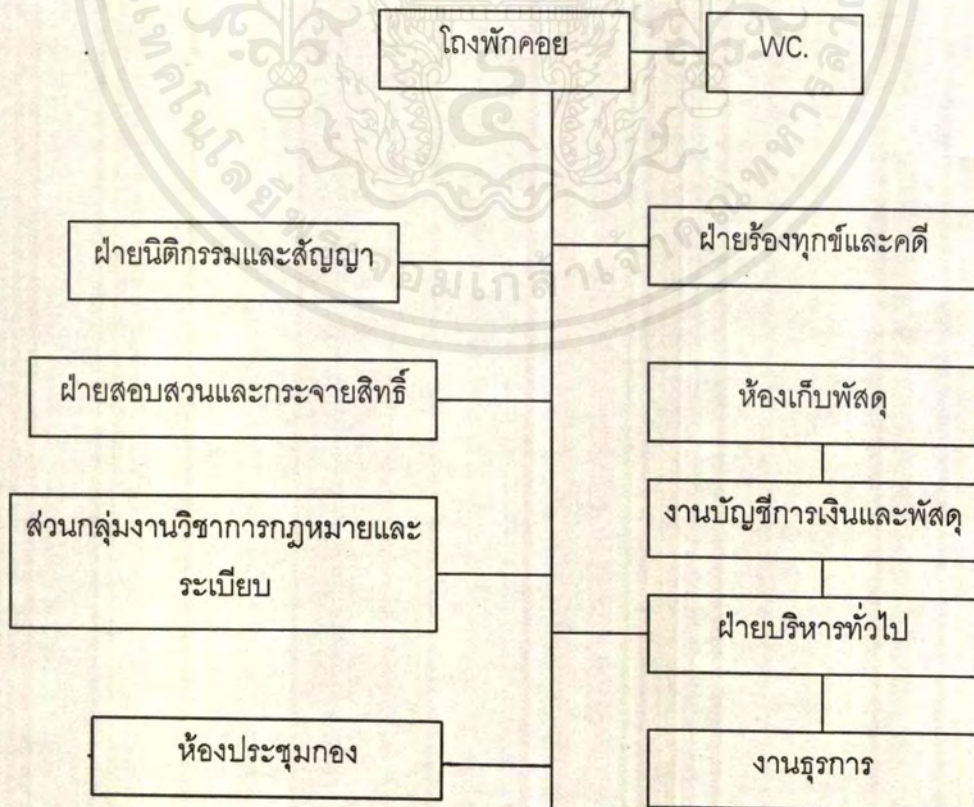 โถงพักคอย
WC.
ฝ่ายนิติกรรมและสัญญา
ฝ่ายร้องทุกข์และคดี
ฝ่ายสอบสวนและกระจายสิทธิ์
ห้องเก็บพัสดุ
ส่วนกลุ่มงานวิชาการกฎหมายและ
ระเบียบ
งานบัญชีการเงินและพัสดุ
ฝ่ายบริหารทั่วไป
ห้องประชุมกอง
งานธุรการ